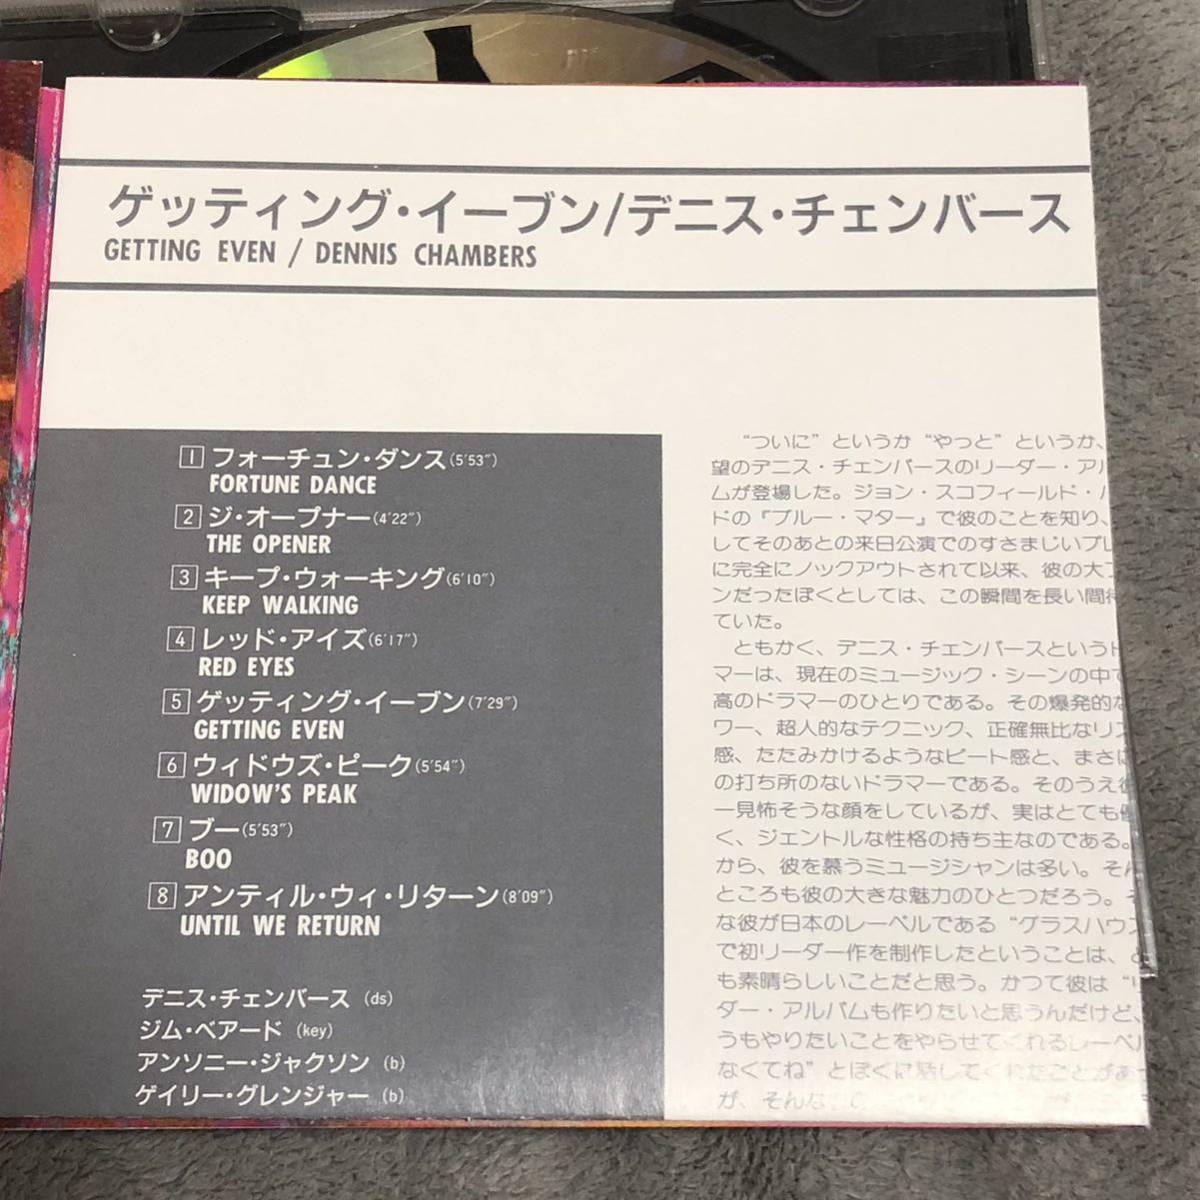 ゲッティング・イーブン/デニス・チェンバース
GETTING EVEN / DENNIS CHAMBERS
1 フォーチュン・ダンス(5'53")
FORTUNE DANCE
2 ジ・オープナー(4'22")
THE OPENER
3 キープ・ウォーキング(6'10")
KEEP WALKING
4 レッド・アイズ(6'17")
RED EYES
5 ゲッティング・イーブン(7'29")
GETTING EVEN
6 ウィドウズ・ピーク(5'54")
WIDOW'S PEAK
7 ブー(5'53")
BOO
8 アンティル・ウィ・リターン(8'09")
UNTIL WE RETURN
デニス・チェンバース (ds)
ジム・ベアード (key)
アンソニー・ジャクソン (b)
ゲイリー・グレンジャー (b)
“ついに”というか“やっと”というか、
望のデニス・チェンバースのリーダー・アル
ムが登場した。ジョン・スコフィールド・バ
ドの『ブルー・マター』で彼のことを知り、
してそのあとの来日公演でのすさまじいプレ
に完全にノックアウトされて以来、彼の大フ
ンだったぼくとしては、この瞬間を長い間待
ていた。
ともかく、デニス・チェンバースというド
マーは、現在のミュージック・シーンの中で
高のドラマーのひとりである。その爆発的な
ワー、超人的なテクニック、正確無比なリズ
感、たたみかけるようなビート感と、まさに
の打ち所のないドラマーである。そのうえ彼
一見怖そうな顔をしているが、実はとても優
く、ジェントルな性格の持ち主なのである。
から、彼を慕うミュージシャンは多い。そん
ところも彼の大きな魅力のひとつだろう。そ
な彼が日本のレーベルである“グラスハウス
で初リーダー作を制作したということは、と
も素晴らしいことだと思う。かつて彼は“リ
ダー・アルバムも作りたいと思うんだけど、
うもやりたいことをやらせてくれるレーベル
なくてね”とぼくに話してくれたことがあ
が、そんな